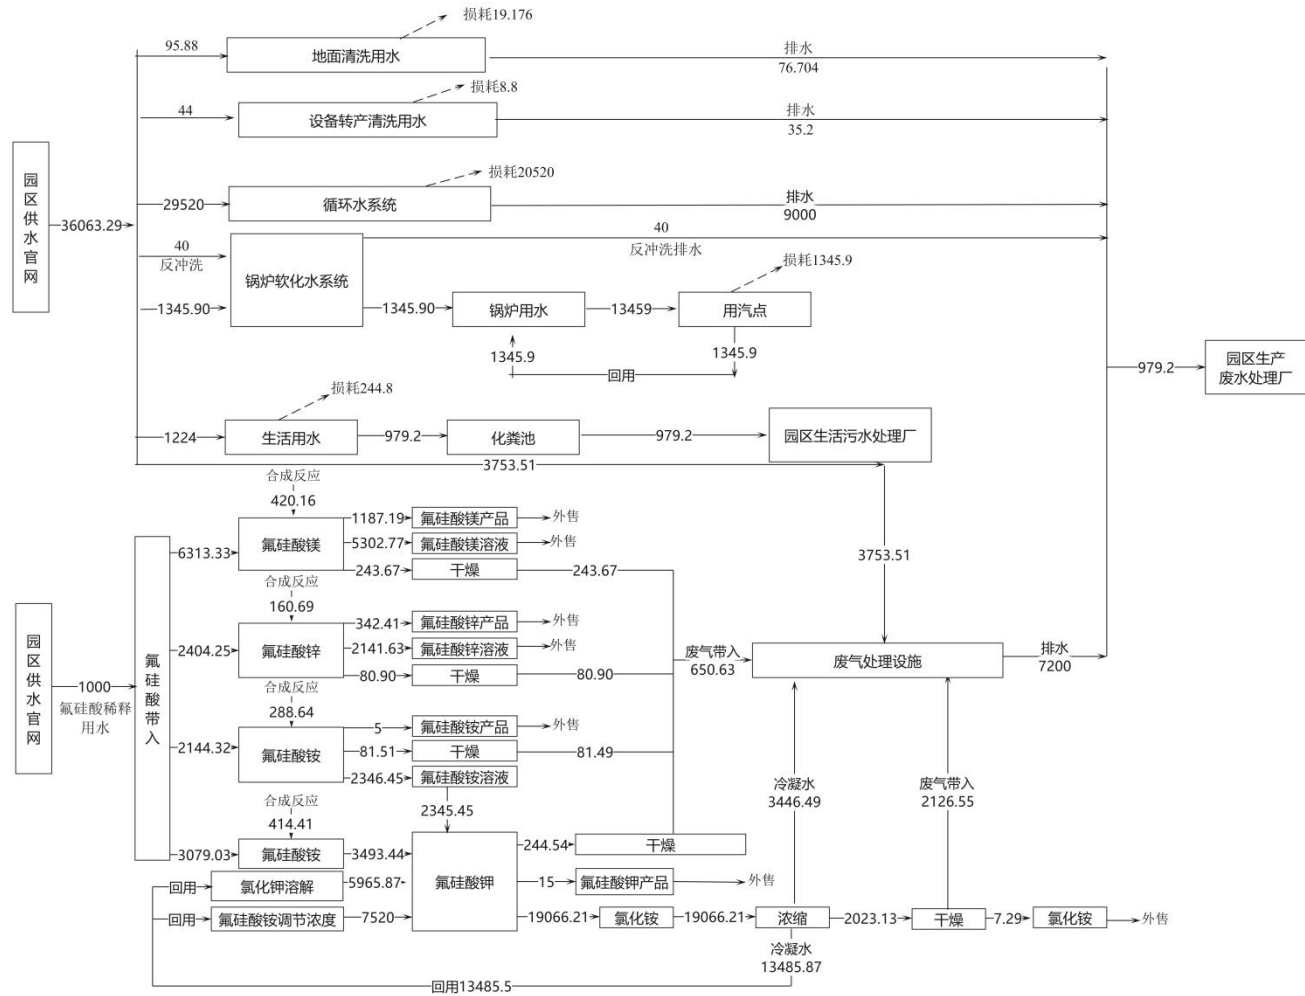 损耗19.176
95.88
地面清洗用水
排水
76.704
损耗8.8
44
设备转产清洗用水
排水
35.2
园区供水官网
36063.29
损耗20520
29520
循环水系统
排水
9000
40
反冲洗
锅炉软化水系统
40
反冲洗排水
1345.90
1345.90
锅炉用水
13459
用汽点
损耗1345.9
1345.9
1345.9
回用
979.2
园区生产
废水处理厂
损耗244.8
1224
生活用水
979.2
化粪池
979.2
园区生活污水处理厂
3753.51
3753.51
园区供水官网
1000
氟硅酸稀释
用水
氟硅酸带入
合成反应
420.16
6313.33
氟硅酸镁
1187.19
氟硅酸镁产品
外售
5302.77
氟硅酸镁溶液
外售
243.67
干燥
243.67
合成反应
160.69
2404.25
氟硅酸锌
342.41
氟硅酸锌产品
外售
2141.63
氟硅酸锌溶液
外售
80.90
干燥
80.90
废气带入
650.63
废气处理设施
排水
7200
合成反应
288.64
2144.32
氟硅酸铵
5
氟硅酸铵产品
外售
81.51
干燥
81.49
2346.45
氟硅酸铵溶液
2345.45
冷凝水
3446.49
废气带入
2126.55
合成反应
414.41
3079.03
氟硅酸铵
3493.44
氟硅酸钾
244.54
干燥
回用
氯化钾溶解
5965.87
15
氟硅酸钾产品
外售
回用
氟硅酸铵调节浓度
7520
19066.21
氯化铵
19066.21
浓缩
2023.13
干燥
7.29
氯化铵
外售
冷凝水
13485.87
回用13485.5